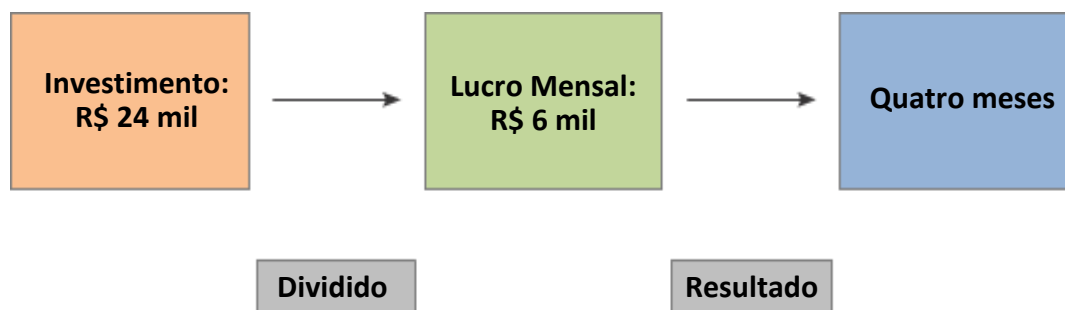 Investimento:
R$ 24 mil
Lucro Mensal:
R$ 6 mil
Quatro meses
Dividido
Resultado